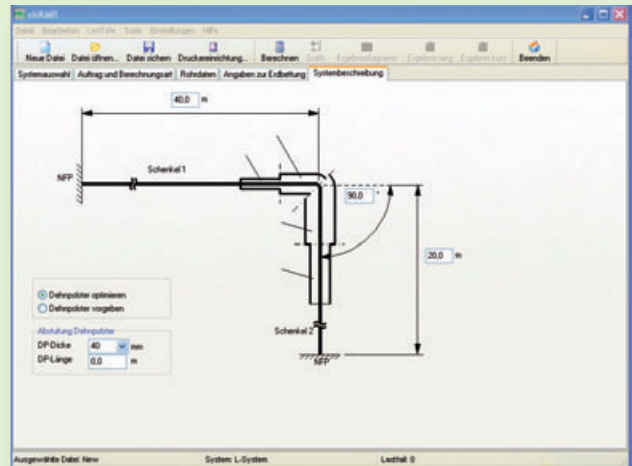 Datei Bearbeiten Lastfälle Tools Einstellungen Hilfe
Neue Datei Datei öffnen... Datei sichern Druckereinrichtung... Berechnen Grafik Ergebnisdiagramm Ergebnis lang Ergebnis kurz Beenden
Systemauswahl Auftrag und Berechnungsart Rohrdaten Angaben zur Erdbettung Systembeschreibung
40,0 m
Schenkel 1
NFP
90,0 °
20,0 m
Dehnpolster optimieren
Dehnpolster vorgeben
Schenkel 2
Abstufung Dehnpolster
DP-Dicke 40 mm
DP-Länge 0,0 m
NFP
Ausgewählte Datei: New System: L-System Lastfall: 0